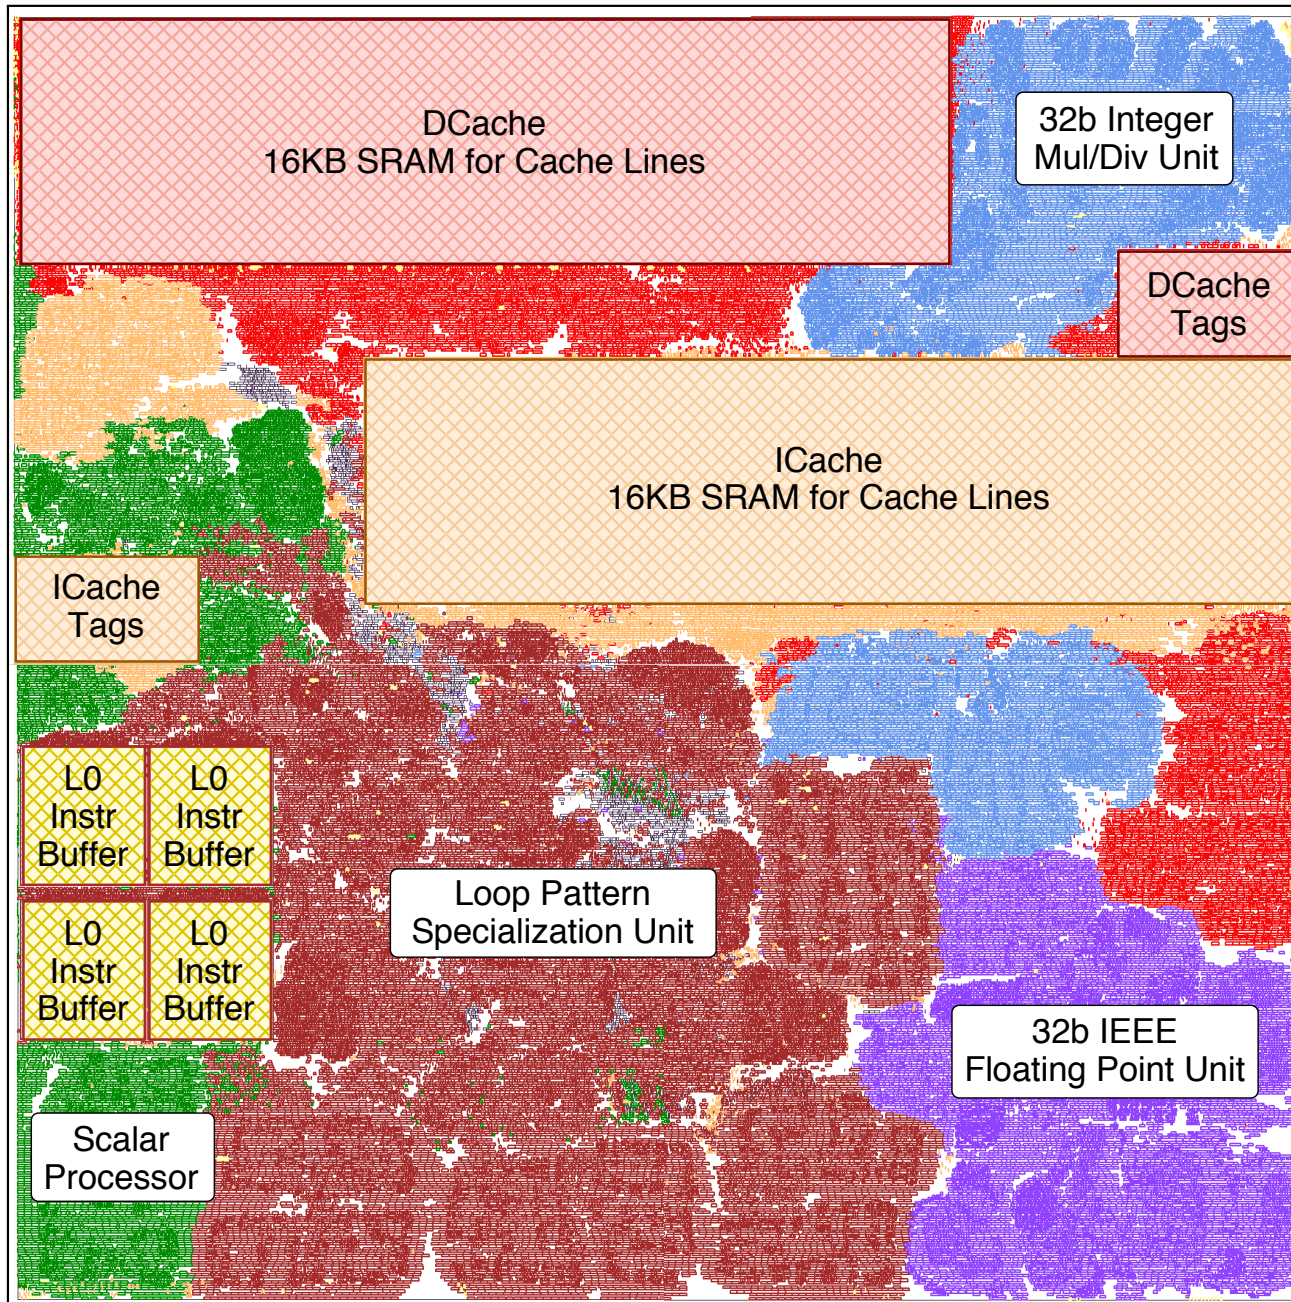 DCache
16KB SRAM for Cache Lines
32b Integer
Mul/Div Unit
DCache
Tags
ICache
16KB SRAM for Cache Lines
ICache
Tags
L0
Instr
Buffer
L0
Instr
Buffer
L0
Instr
Buffer
L0
Instr
Buffer
Loop Pattern
Specialization Unit
32b IEEE
Floating Point Unit
Scalar
Processor